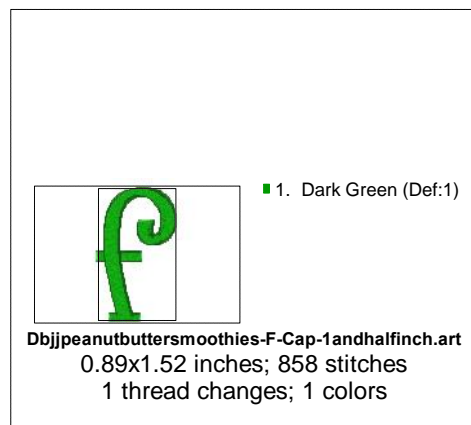 f
1. Dark Green (Def:1)
Dbjjpeanutbuttersmoothies-F-Cap-1andhalfinch.art
0.89x1.52 inches; 858 stitches
1 thread changes; 1 colors